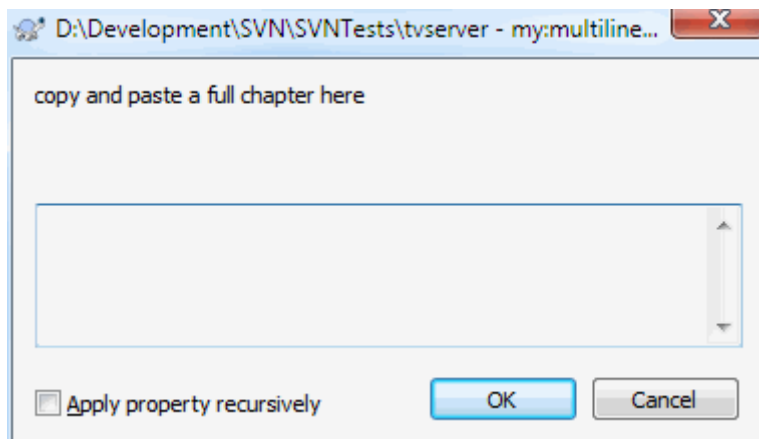 D:\Development\SVN\SVNTests\tvserver - my:multiline...
copy and paste a full chapter here
Apply property recursively
OK
Cancel